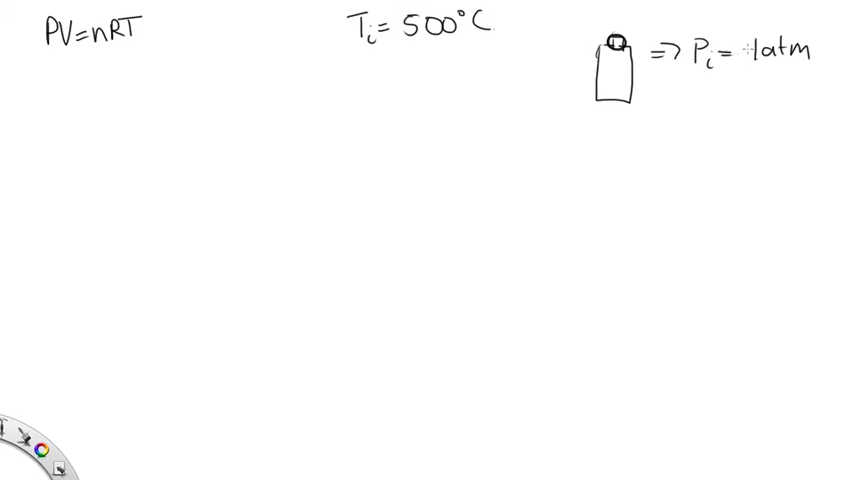 PV=nRT
Ti= 500°C
=> Pi= 1atm